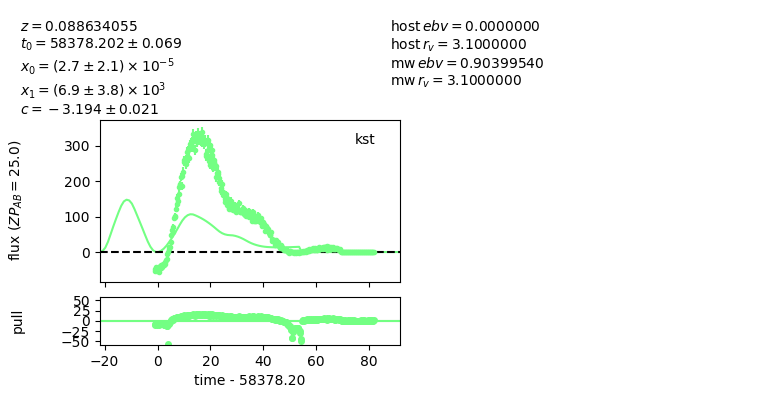 z = 0.088634055
t₀ = 58378.202 ± 0.069
x₀ = (2.7 ± 2.1) × 10⁻⁵
x₁ = (6.9 ± 3.8) × 10³
c = −3.194 ± 0.021
host ebv = 0.0000000
host r_v = 3.1000000
mw ebv = 0.90399540
mw r_v = 3.1000000
kst
flux (ZP_AB = 25.0)
300
200
100
0
pull
50
25
0
−25
−50
−20 0 20 40 60 80
time - 58378.20